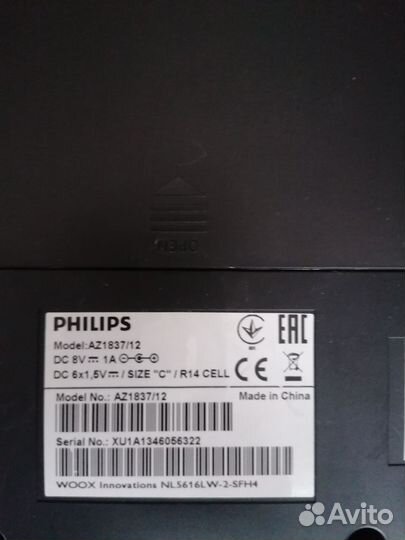 OPEN
PHILIPS
Model:AZ1837/12
DC 8V⎓ 1A
DC 6x1,5V⎓ / SIZE "C" / R14 CELL
CE
EAC
Model No.: AZ1837/12
Made in China
Serial No.: XU1A1346056322
WOOX Innovations NL5616LW-2-SFH4
Avito